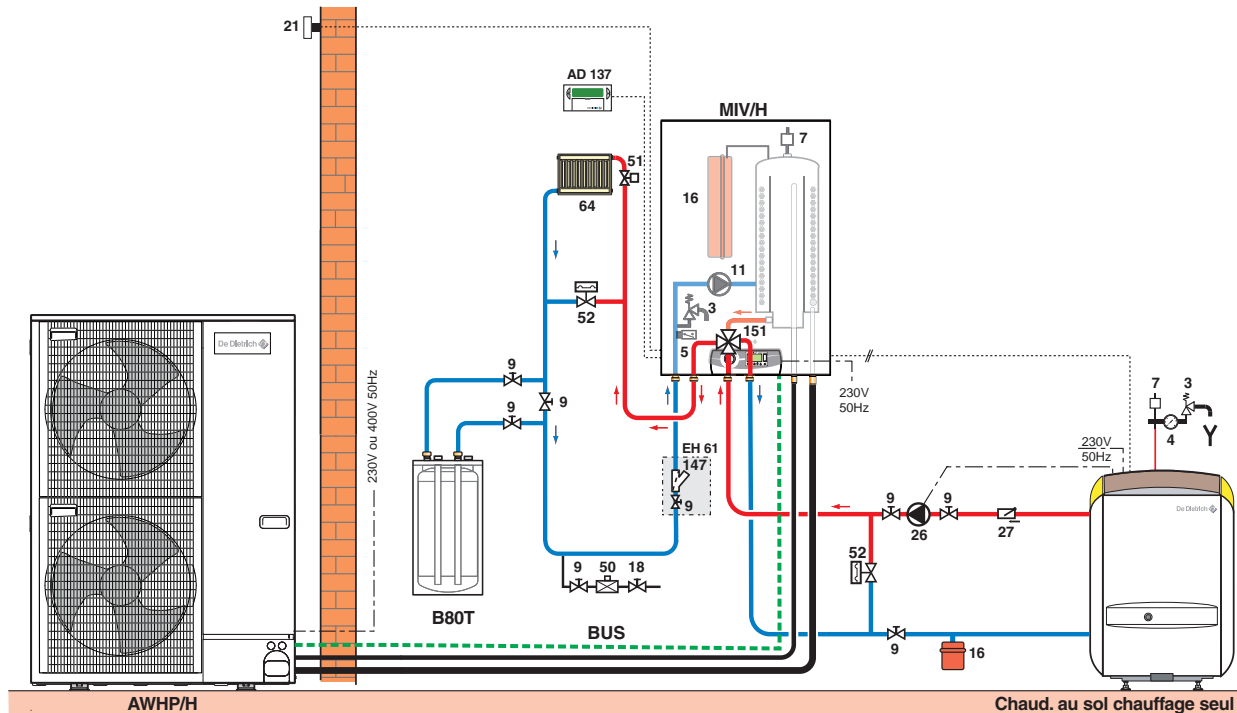 21
AD 137
MIV/H
7
51
16
64
11
3
52
151
5
9
7
3
230V
50Hz
4
9
9
EH 61
147
9
230V
50Hz
9
9
26
27
52
230V ou 400V 50Hz
De Dietrich
De Dietrich
9
50
18
B80T
BUS
9
16
AWHP/H
Chaud. au sol chauffage seul